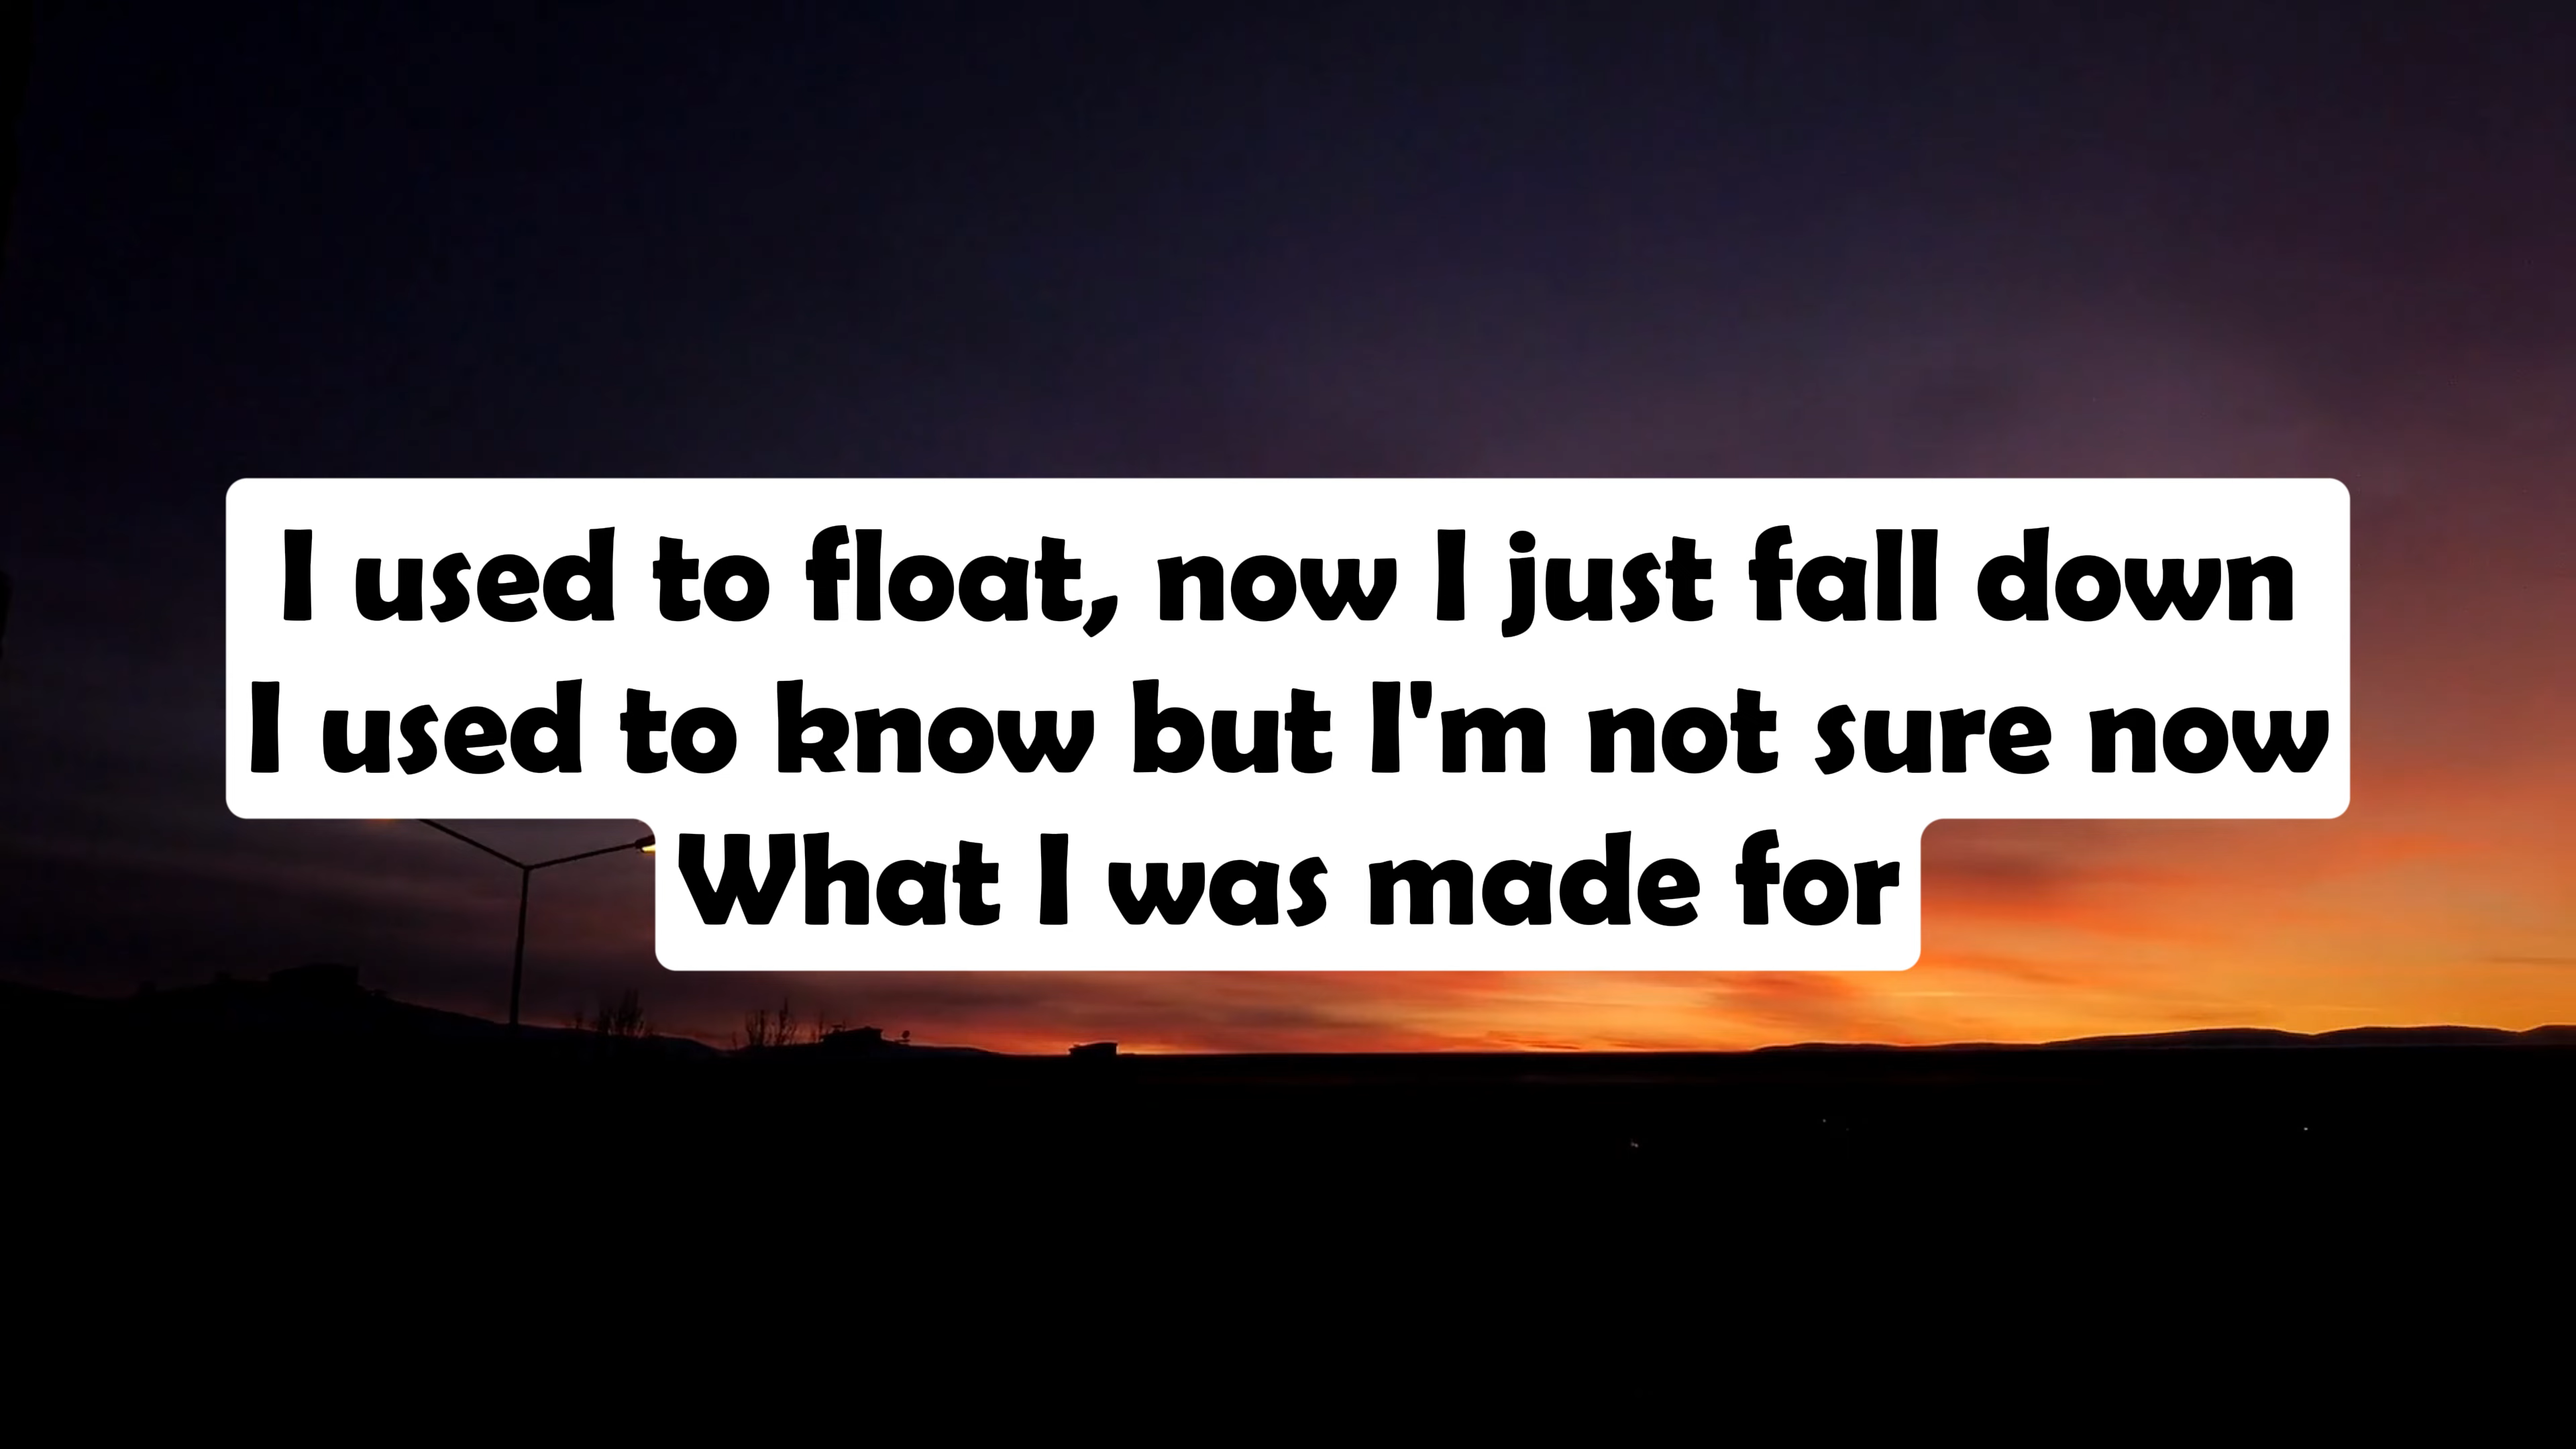 I used to float, now I just fall down
I used to know but I'm not sure now
What I was made for